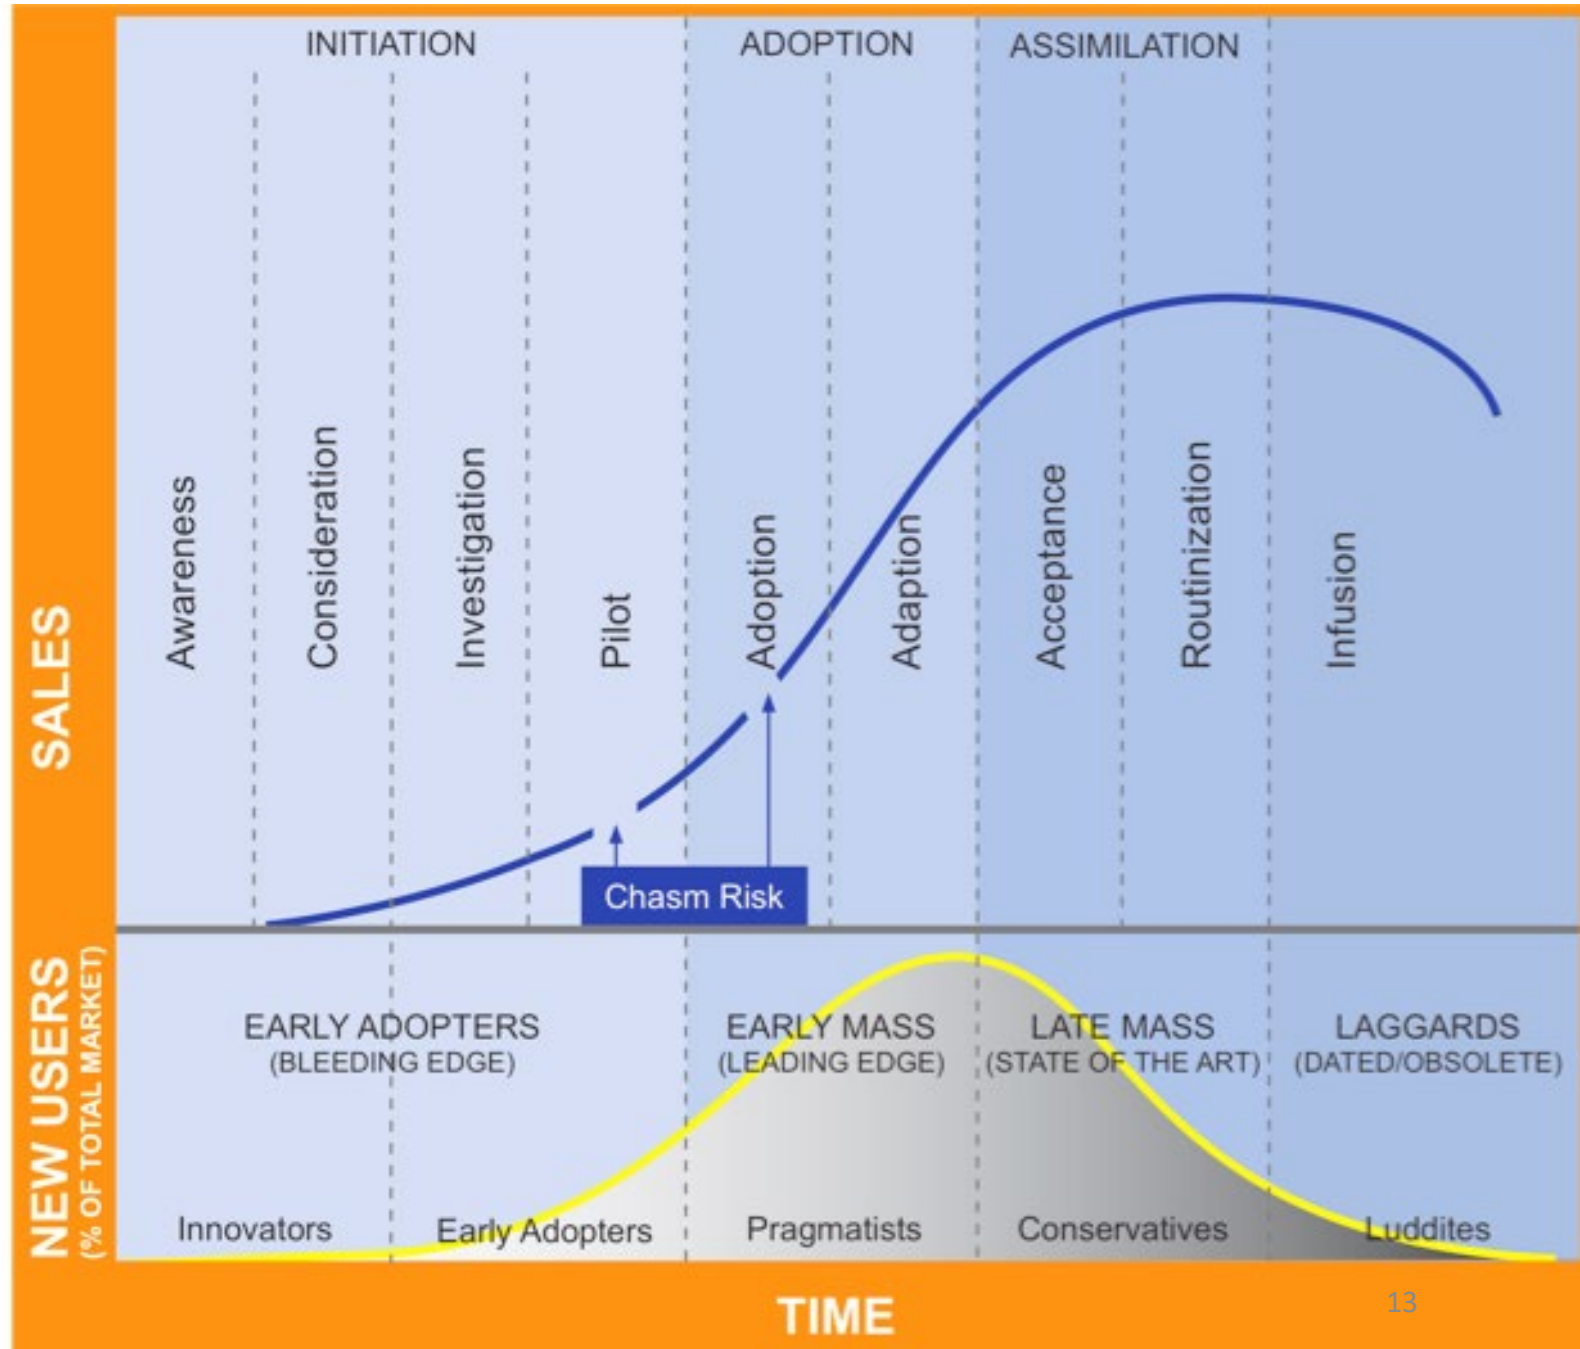 INITIATION
ADOPTION
ASSIMILATION
SALES
Awareness
Consideration
Investigation
Pilot
Adoption
Adaption
Acceptance
Routinization
Infusion
Chasm Risk
NEW USERS
(% OF TOTAL MARKET)
EARLY ADOPTERS
(BLEEDING EDGE)
EARLY MASS
(LEADING EDGE)
LATE MASS
(STATE OF THE ART)
LAGGARDS
(DATED/OBSOLETE)
Innovators
Early Adopters
Pragmatists
Conservatives
Luddites
TIME
13